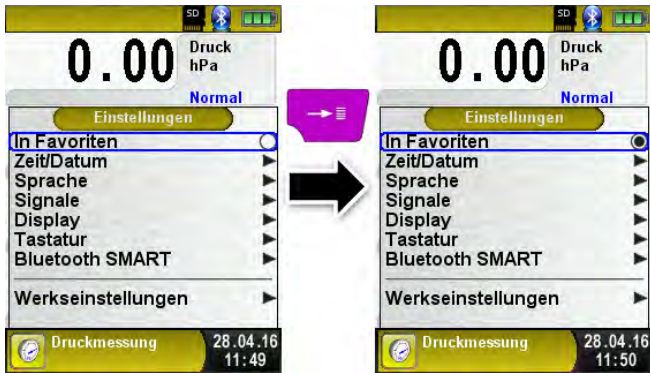 SD
0.00 Druck
hPa
Normal
Einstellungen
In Favoriten
Zeit/Datum
Sprache
Signale
Display
Tastatur
Bluetooth SMART
Werkseinstellungen
Druckmessung 28.04.16
11:49
SD
0.00 Druck
hPa
Normal
Einstellungen
In Favoriten
Zeit/Datum
Sprache
Signale
Display
Tastatur
Bluetooth SMART
Werkseinstellungen
Druckmessung 28.04.16
11:50